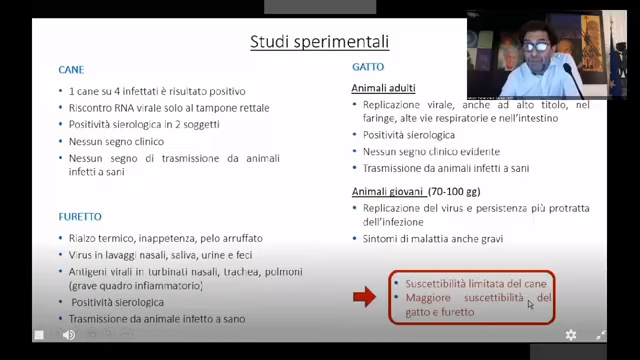 Studi sperimentali
CANE
• 1 cane su 4 infettati è risultato positivo
• Riscontro RNA virale solo al tampone rettale
• Positività sierologica in 2 soggetti
• Nessun segno clinico
• Nessun segno di trasmissione da animali
infetti a sani
FURETTO
• Rialzo termico, inappetenza, pelo arruffato
• Virus in lavaggi nasali, saliva, urine e feci
• Antigeni virali in turbinati nasali, trachea, polmoni
(grave quadro infiammatorio)
• Positività sierologica
• Trasmissione da animale infetto a sano
GATTO
Animali adulti
• Replicazione virale, anche ad alto titolo, nel
faringe, alte vie respiratorie e nell'intestino
• Positività sierologica
• Nessun segno clinico evidente
• Trasmissione da animali infetti a sani
Animali giovani (70-100 gg)
• Replicazione del virus e persistenza più protratta
dell'infezione
• Sintomi di malattia anche gravi
• Suscettibilità limitata del cane
• Maggiore suscettibilità del
gatto e furetto